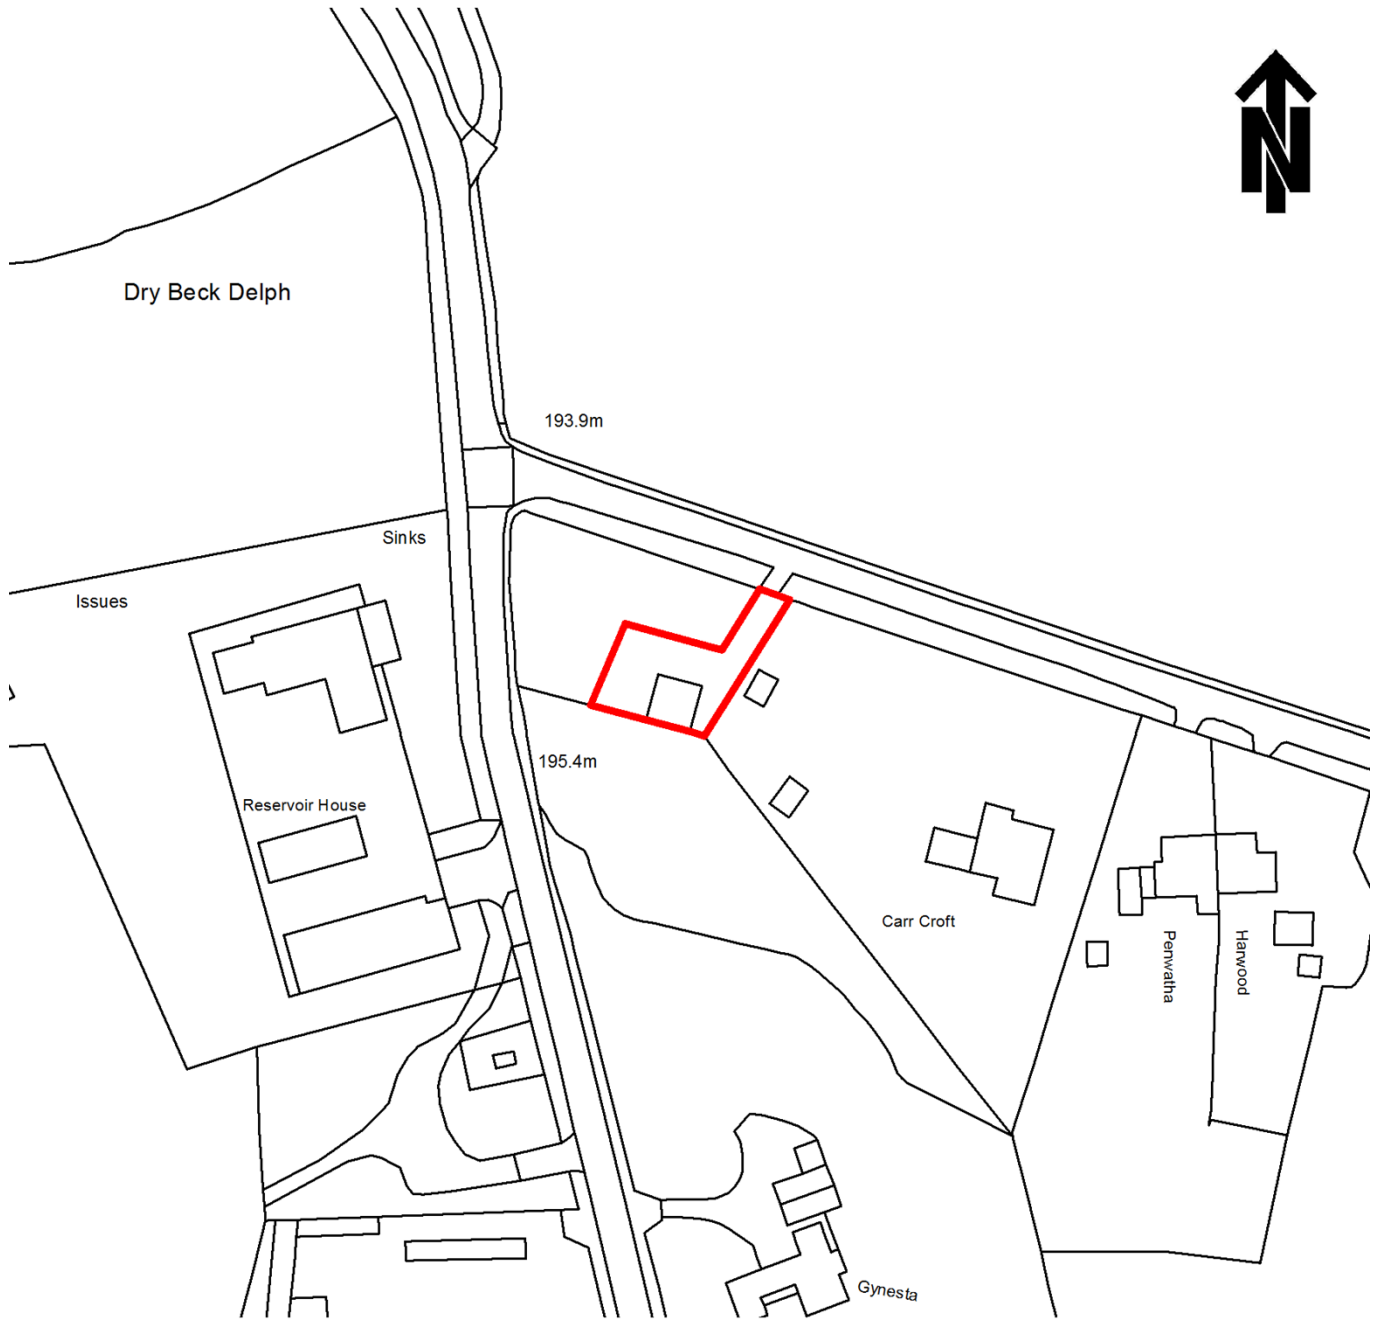 N
Dry Beck Delph
193.9m
Sinks
Issues
195.4m
Reservoir House
Carr Croft
Penwatha
Harwood
Gynesta